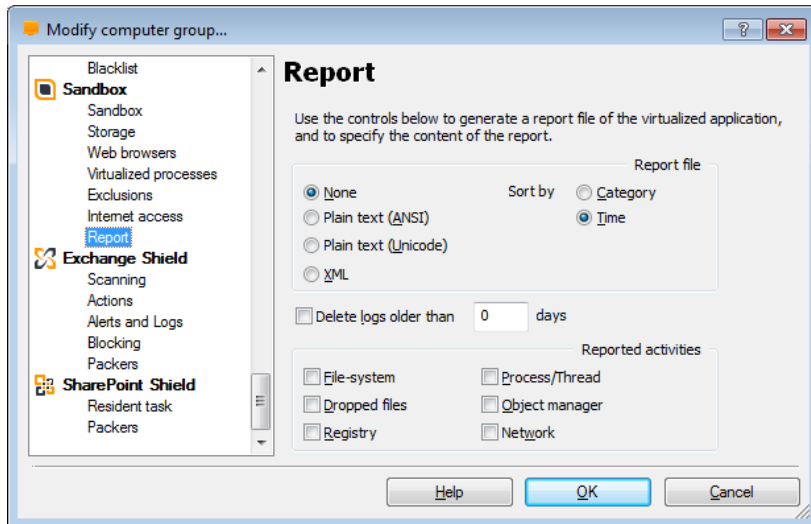 Modify computer group...
Blacklist
Sandbox
Sandbox
Storage
Web browsers
Virtualized processes
Exclusions
Internet access
Report
Exchange Shield
Scanning
Actions
Alerts and Logs
Blocking
Packers
SharePoint Shield
Resident task
Packers
Report
Use the controls below to generate a report file of the virtualized application,
and to specify the content of the report.
Report file
None
Plain text (ANSI)
Plain text (Unicode)
XML
Sort by
Category
Time
Delete logs older than 0 days
Reported activities
File-system
Dropped files
Registry
Process/Thread
Object manager
Network
Help
OK
Cancel